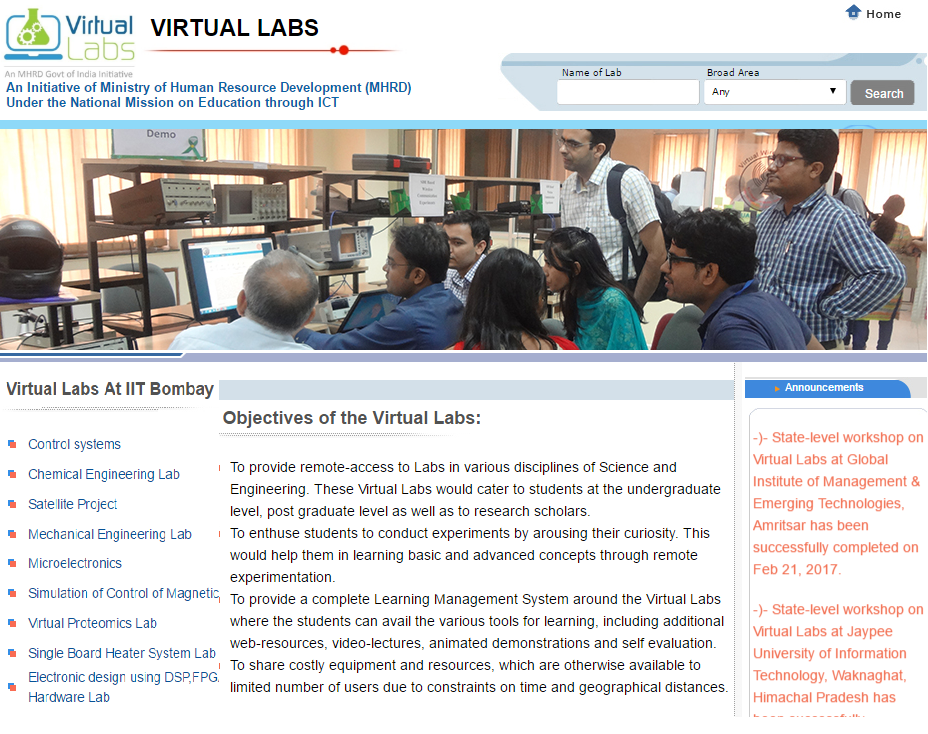 Virtual
Labs
An MHRD Govt of India Initiative
VIRTUAL LABS
Home
An Initiative of Ministry of Human Resource Development (MHRD)
Under the National Mission on Education through ICT
Name of Lab
Broad Area
Any
Search
Demo
Virtual Labs At IIT Bombay
Control systems
Chemical Engineering Lab
Satellite Project
Mechanical Engineering Lab
Microelectronics
Simulation of Control of Magnetic
Virtual Proteomics Lab
Single Board Heater System Lab
Electronic design using DSP,FPG
Hardware Lab
Objectives of the Virtual Labs:
To provide remote-access to Labs in various disciplines of Science and
Engineering. These Virtual Labs would cater to students at the undergraduate
level, post graduate level as well as to research scholars.
To enthuse students to conduct experiments by arousing their curiosity. This
would help them in learning basic and advanced concepts through remote
experimentation.
To provide a complete Learning Management System around the Virtual Labs
where the students can avail the various tools for learning, including additional
web-resources, video-lectures, animated demonstrations and self evaluation.
To share costly equipment and resources, which are otherwise available to
limited number of users due to constraints on time and geographical distances.
Announcements
-)- State-level workshop on
Virtual Labs at Global
Institute of Management &
Emerging Technologies,
Amritsar has been
successfully completed on
Feb 21, 2017.
-)- State-level workshop on
Virtual Labs at Jaypee
University of Information
Technology, Waknaghat,
Himachal Pradesh has
been successfully